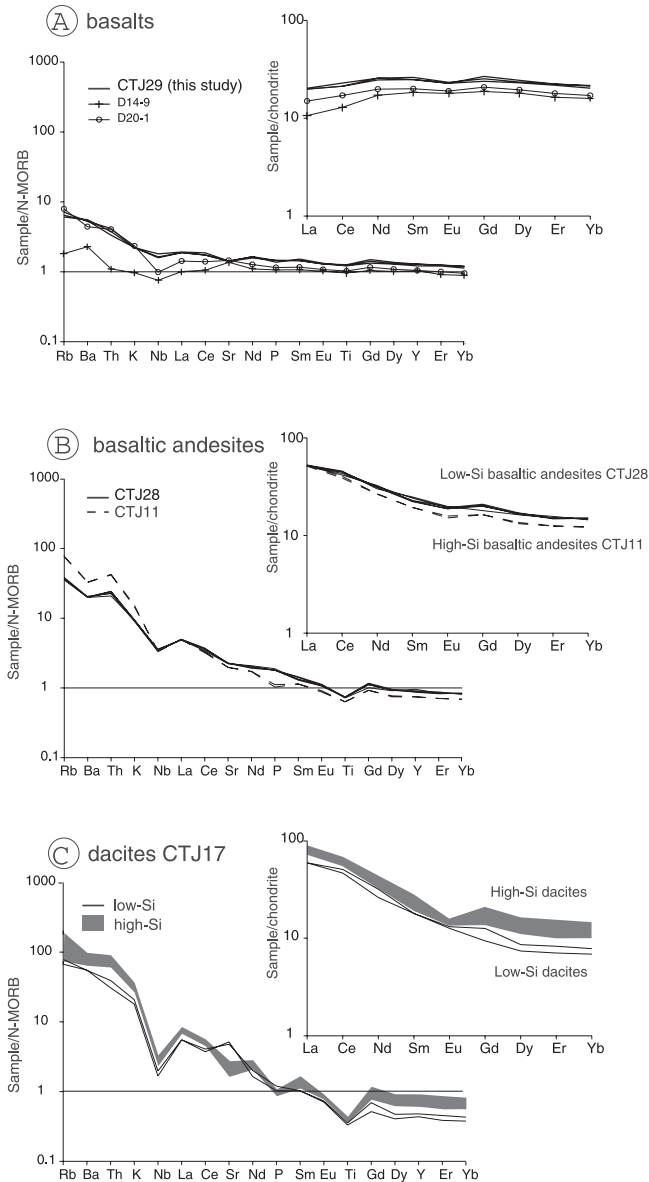 A basalts
1000
100
10
1
0.1
Sample/N-MORB
CTJ29 (this study)
D14-9
D20-1
Rb Ba Th K Nb La Ce Sr Nd P Sm Eu Ti Gd Dy Y Er Yb
100
10
1
Sample/chondrite
La Ce Nd Sm Eu Gd Dy Er Yb
B basaltic andesites
1000
100
10
1
0.1
Sample/N-MORB
CTJ28
CTJ11
Rb Ba Th K Nb La Ce Sr Nd P Sm Eu Ti Gd Dy Y Er Yb
100
10
1
Sample/chondrite
Low-Si basaltic andesites CTJ28
High-Si basaltic andesites CTJ11
La Ce Nd Sm Eu Gd Dy Er Yb
C dacites CTJ17
1000
100
10
1
0.1
Sample/N-MORB
low-Si
high-Si
Rb Ba Th K Nb La Ce Sr Nd P Sm Eu Ti Gd Dy Y Er Yb
100
10
1
Sample/chondrite
High-Si dacites
Low-Si dacites
La Ce Nd Sm Eu Gd Dy Er Yb